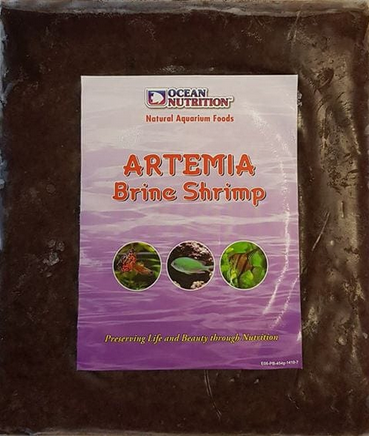 OCEAN
NUTRITION
Natural Aquarium Foods
ARTEMIA
Brine Shrimp
Preserving Life and Beauty through Nutrition